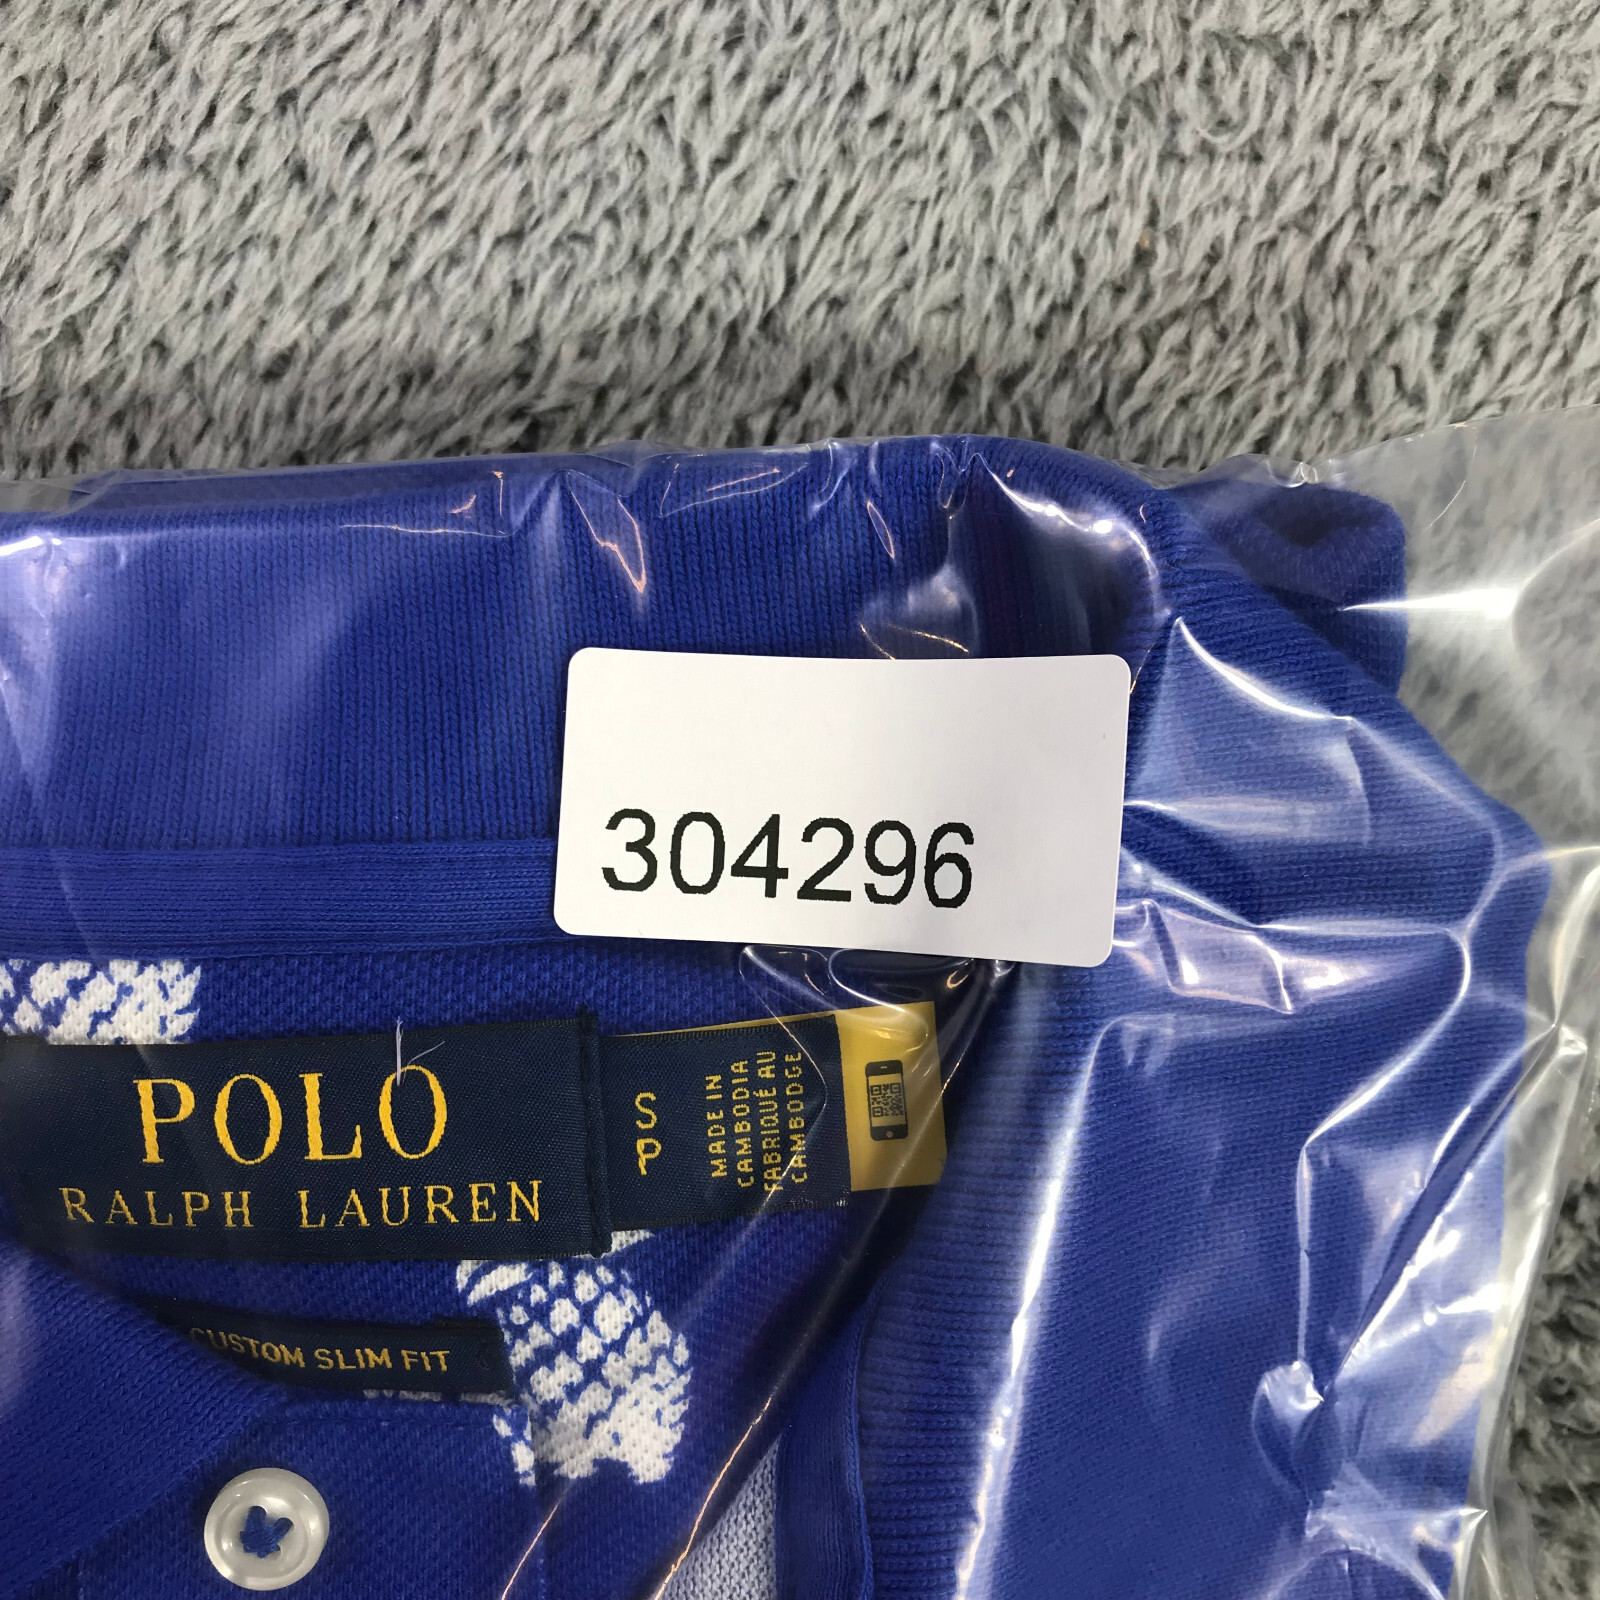 304296
POLO
RALPH LAUREN
S
P
MADE IN
CAMBODIA
FABRIQUÉ AU
CAMBODGE
CUSTOM SLIM FIT